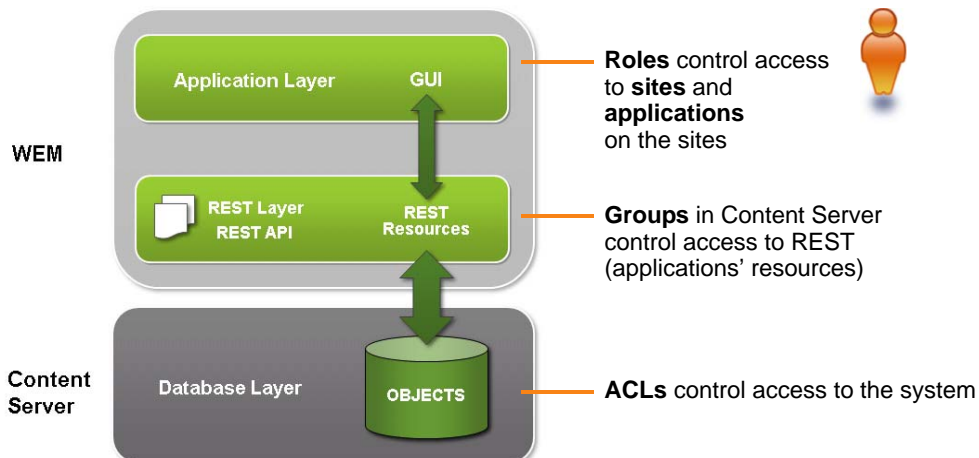 WEM
Application Layer
GUI
Roles control access
to sites and
applications
on the sites
REST Layer
REST API
REST
Resources
Groups in Content Server
control access to REST
(applications’ resources)
Content
Server
Database Layer
OBJECTS
ACLs control access to the system